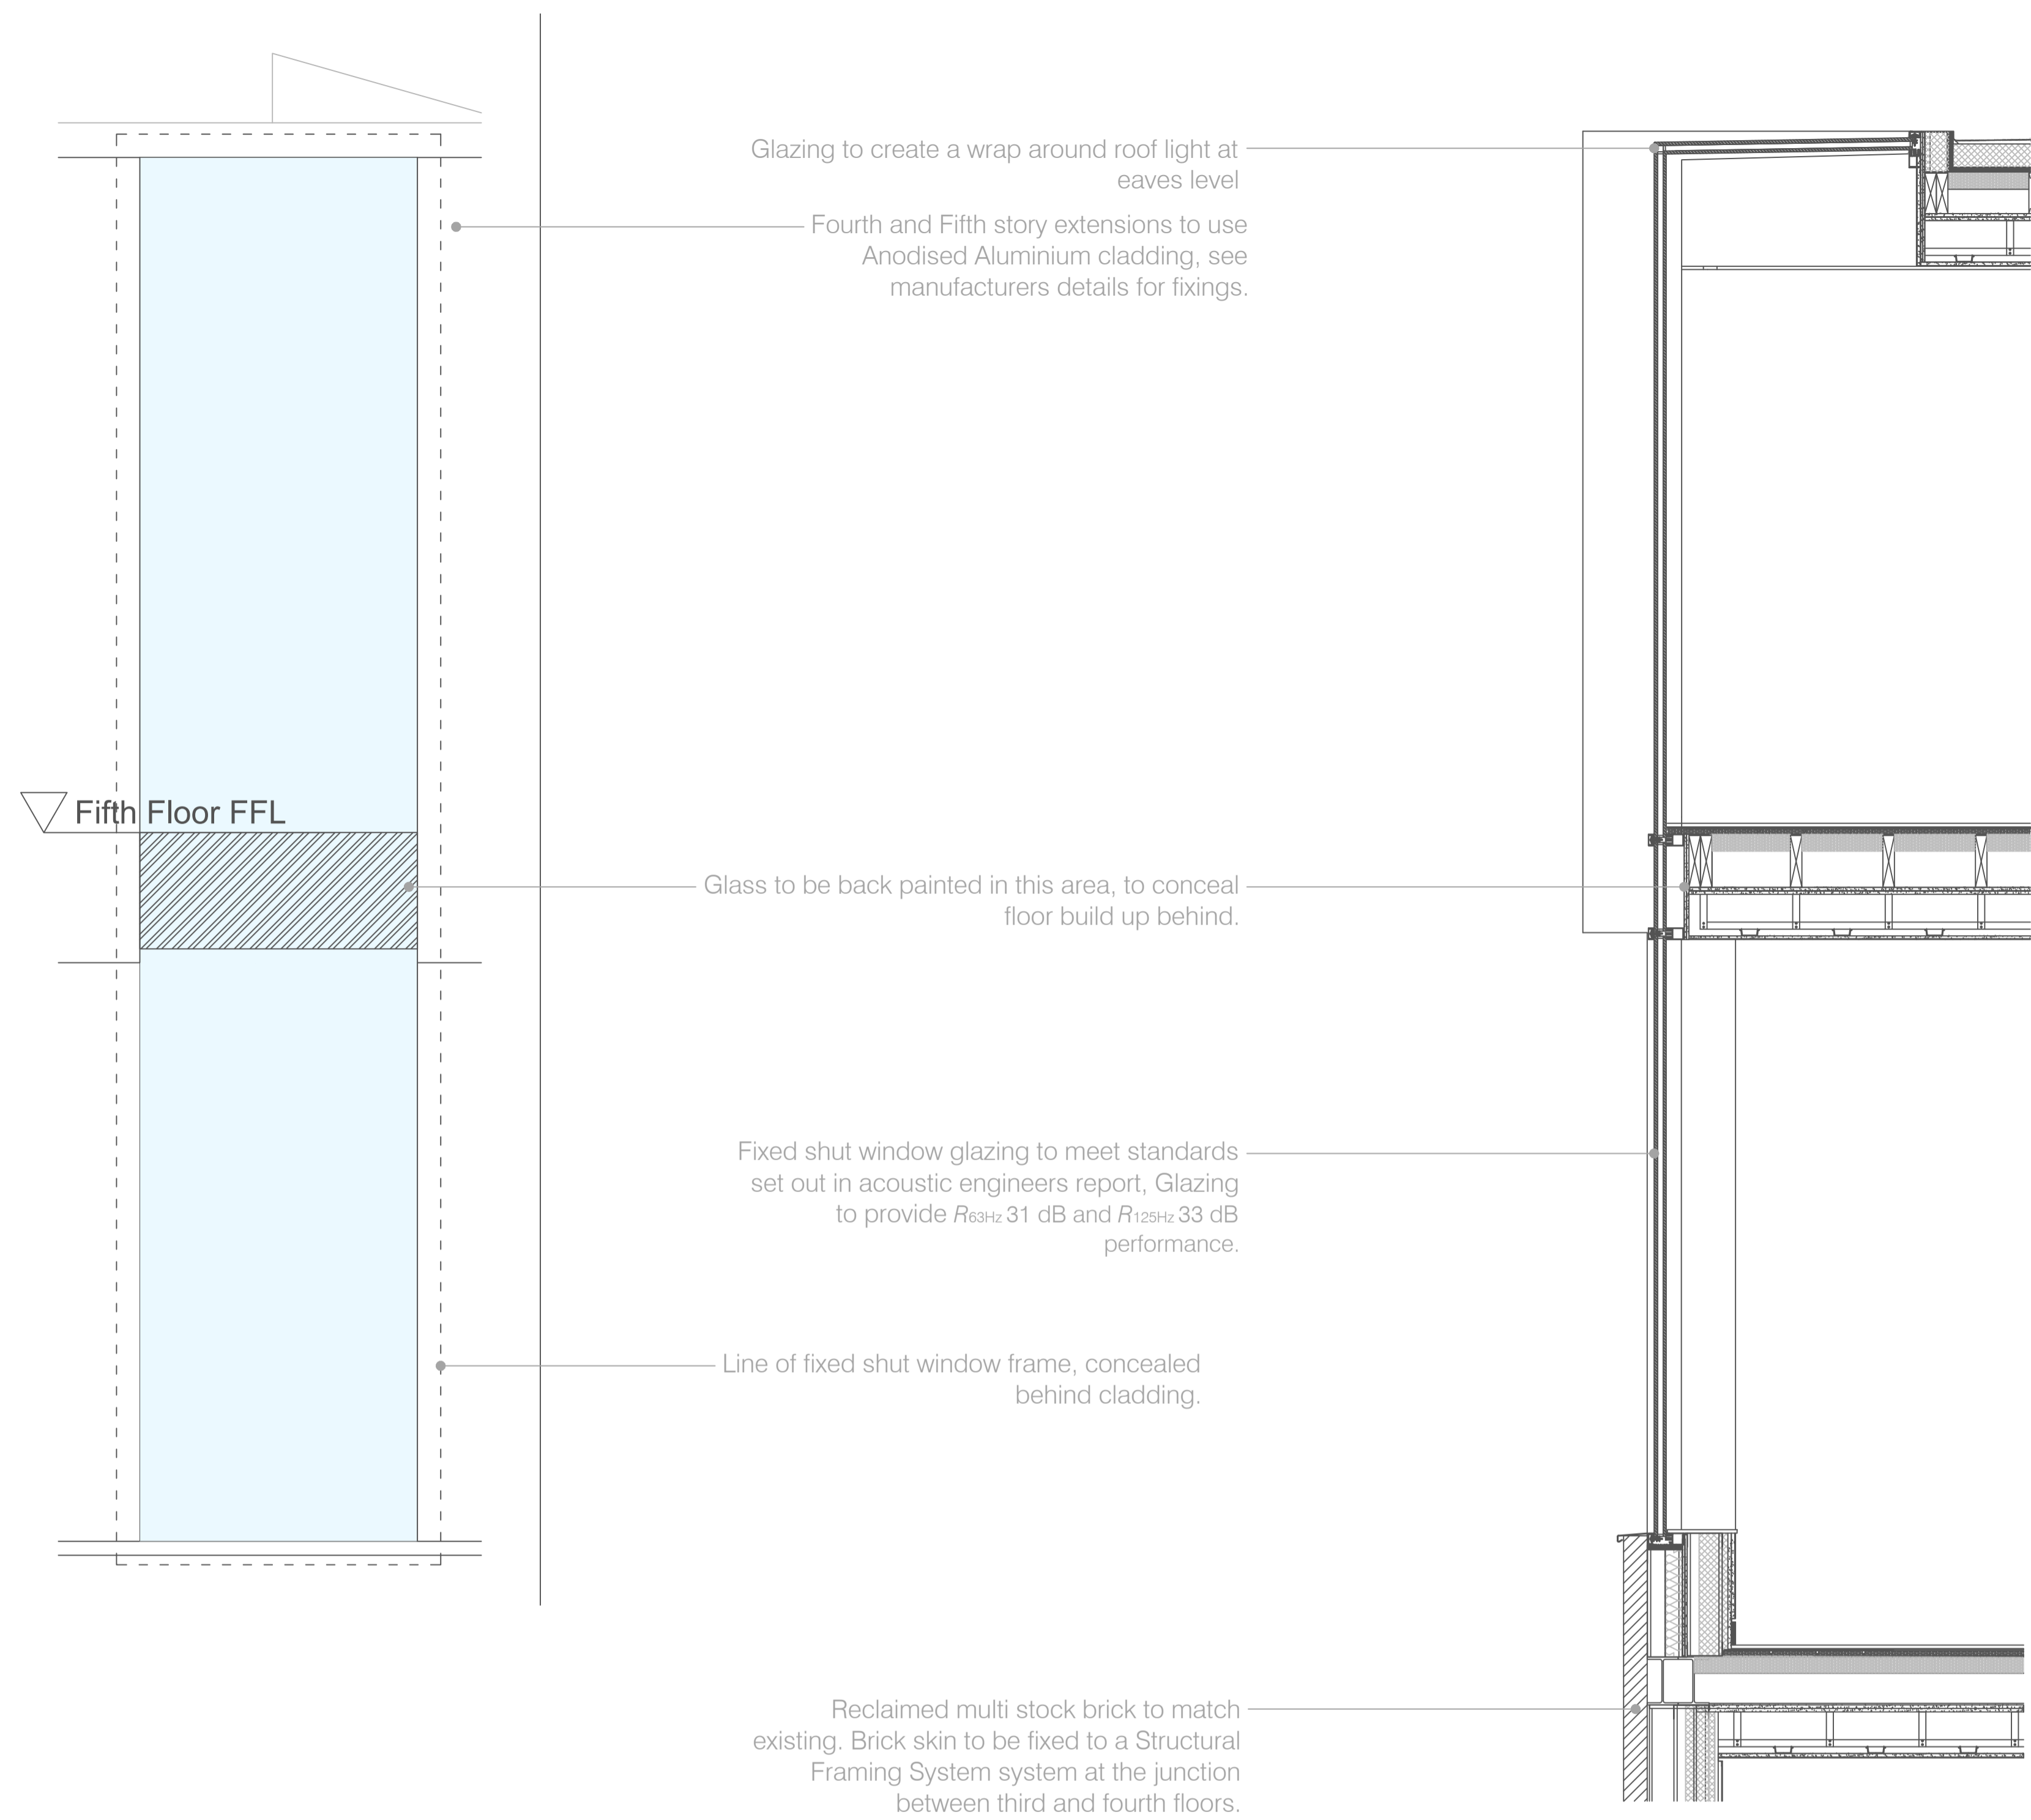 Glazing to create a wrap around roof light at
eaves level
Fourth and Fifth story extensions to use
Anodised Aluminium cladding, see
manufacturers details for fixings.
Fifth Floor FFL
Glass to be back painted in this area, to conceal
floor build up behind.
Fixed shut window glazing to meet standards
set out in acoustic engineers report, Glazing
to provide R63Hz 31 dB and R125Hz 33 dB
performance.
Line of fixed shut window frame, concealed
behind cladding.
Reclaimed multi stock brick to match
existing. Brick skin to be fixed to a Structural
Framing System system at the junction
between third and fourth floors.